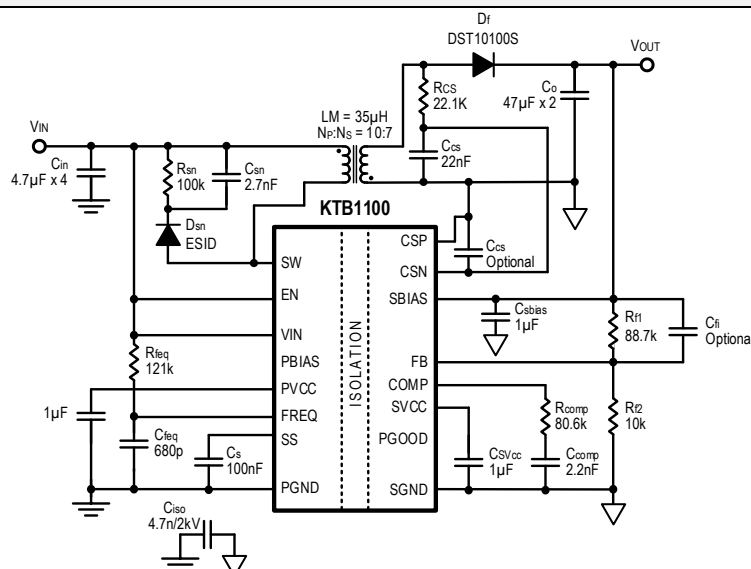 Df
DST10100S
VOUT
RCS
22.1K
Co
47µF x 2
LM = 35µH
NP:NS = 10:7
VIN
Cin
4.7µF x 4
Rsn
100k
Csn
2.7nF
Ccs
22nF
Dsn
ESID
KTB1100
SW
EN
VIN
PBIAS
PVCC
FREQ
SS
PGND
ISOLATION
CSP
CSN
SBIAS
FB
COMP
SVCC
PGOOD
SGND
Ccs
Optional
Csbias
1µF
Rf1
88.7k
Cfi
Optiona
Rfeq
121k
1µF
Cfeq
680p
Cs
100nF
Rcomp
80.6k
Rf2
10k
CSVcc
1µF
Ccomp
2.2nF
Ciso
4.7n/2kV